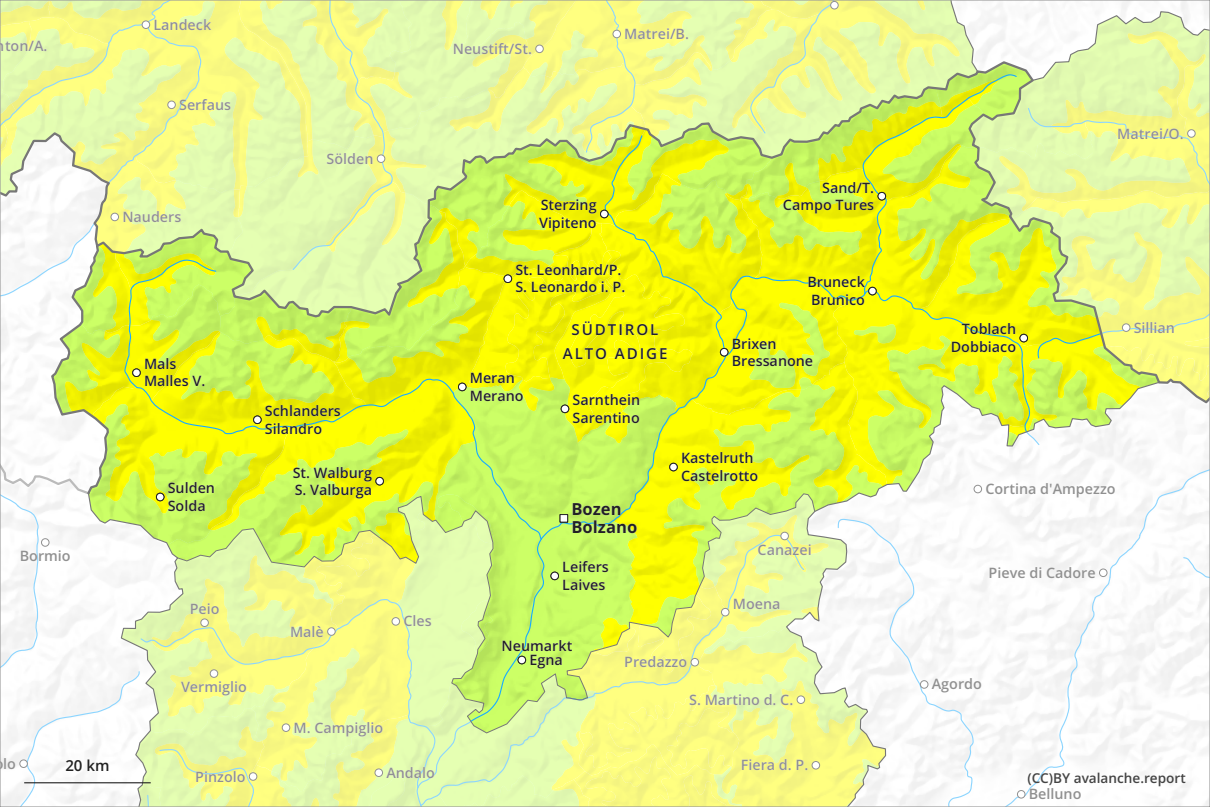 Landeck
nton/A.
Neustift/St.
Matrei/B.
Serfaus
Matrei/O.
Sölden
Sand/T.
Campo Tures
Nauders
Sterzing
Vipiteno
St. Leonhard/P.
S. Leonardo i. P.
Bruneck
Brunico
SÜDTIROL
ALTO ADIGE
Toblach
Dobbiaco
Sillian
Brixen
Bressanone
Mals
Malles V.
Meran
Merano
Sarnthein
Sarentino
Schlanders
Silandro
Kastelruth
Castelrotto
St. Walburg
S. Valburga
Sulden
Solda
Cortina d'Ampezzo
Bozen
Bolzano
Bormio
Canazei
Leifers
Laives
Pieve di Cadore
Peio
Moena
Malè
Cles
Neumarkt
Egna
Predazzo
Vermiglio
Agordo
S. Martino d. C.
M. Campiglio
olo
20 km
Pinzolo
Andalo
Fiera d. P.
(CC)BY avalanche.report
Belluno